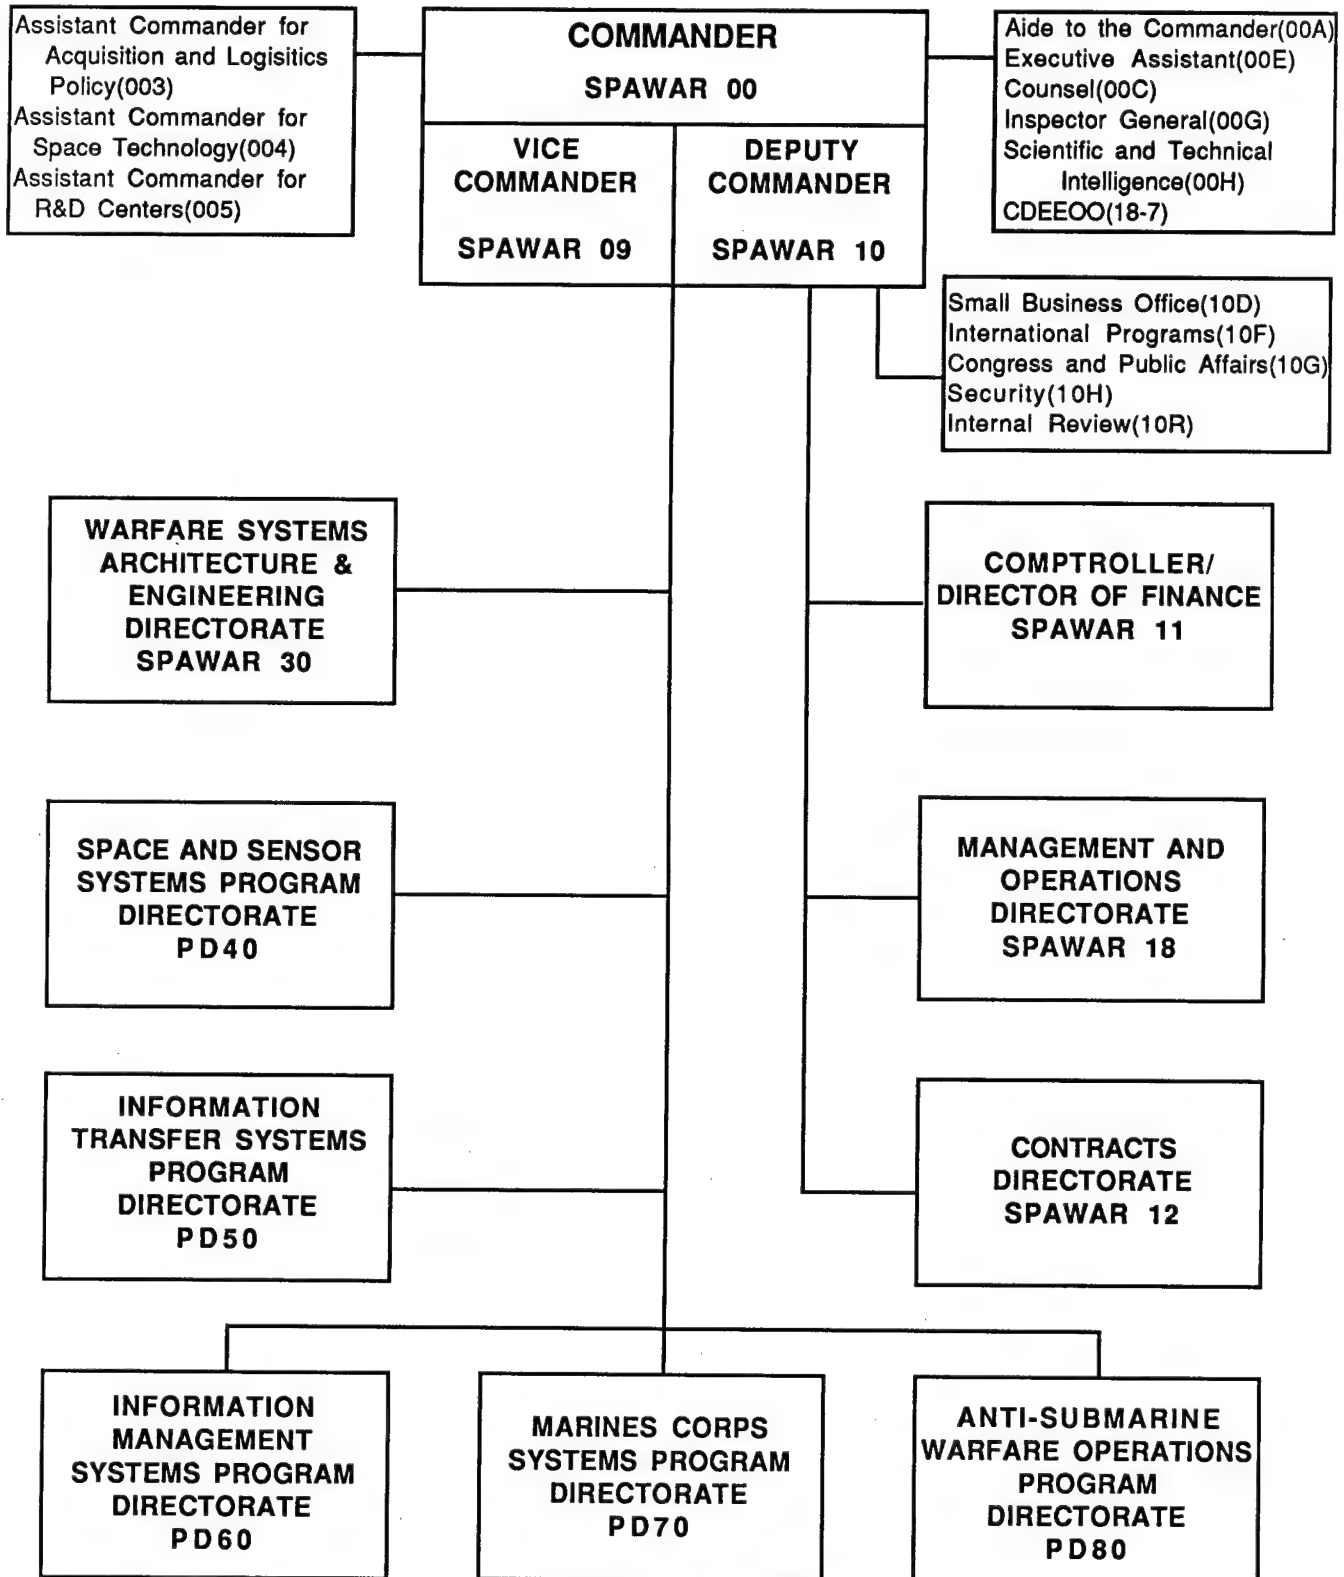 Assistant Commander for
Acquisition and Logisitics
Policy(003)
Assistant Commander for
Space Technology(004)
Assistant Commander for
R&D Centers(005)
COMMANDER
SPAWAR 00
VICE
COMMANDER
SPAWAR 09
DEPUTY
COMMANDER
SPAWAR 10
Aide to the Commander(00A)
Executive Assistant(00E)
Counsel(00C)
Inspector General(00G)
Scientific and Technical
Intelligence(00H)
CDEEOO(18-7)
Small Business Office(10D)
International Programs(10F)
Congress and Public Affairs(10G)
Security(10H)
Internal Review(10R)
WARFARE SYSTEMS
ARCHITECTURE &
ENGINEERING
DIRECTORATE
SPAWAR 30
COMPTROLLER/
DIRECTOR OF FINANCE
SPAWAR 11
SPACE AND SENSOR
SYSTEMS PROGRAM
DIRECTORATE
PD40
MANAGEMENT AND
OPERATIONS
DIRECTORATE
SPAWAR 18
INFORMATION
TRANSFER SYSTEMS
PROGRAM
DIRECTORATE
PD50
CONTRACTS
DIRECTORATE
SPAWAR 12
INFORMATION
MANAGEMENT
SYSTEMS PROGRAM
DIRECTORATE
PD60
MARINES CORPS
SYSTEMS PROGRAM
DIRECTORATE
PD70
ANTI-SUBMARINE
WARFARE OPERATIONS
PROGRAM
DIRECTORATE
PD80